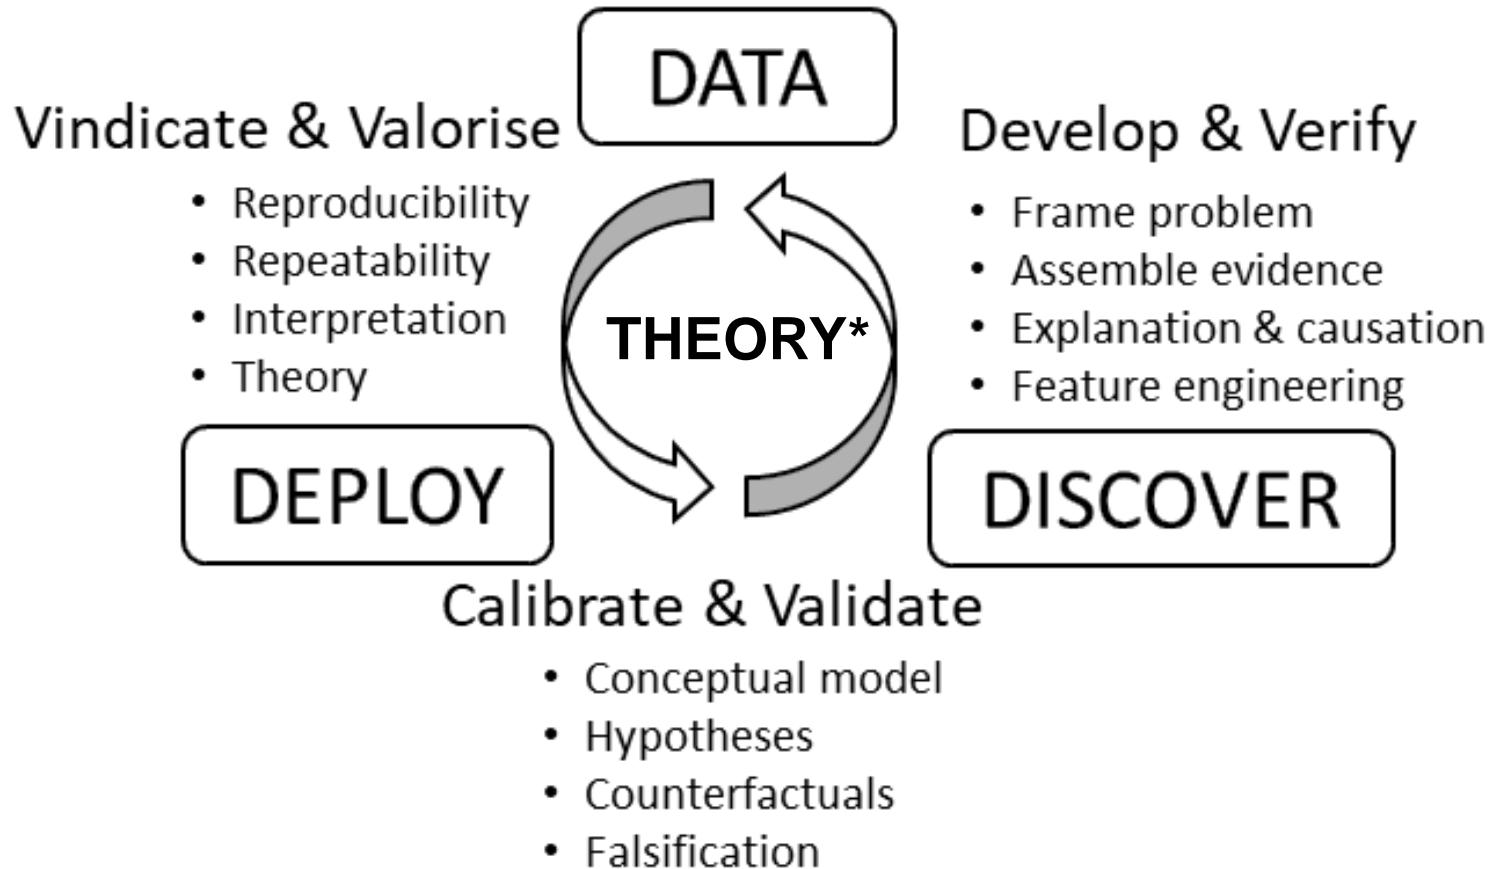 DATA
Vindicate & Valorise
• Reproducibility
• Repeatability
• Interpretation
• Theory
Develop & Verify
• Frame problem
• Assemble evidence
• Explanation & causation
• Feature engineering
THEORY*
DEPLOY
DISCOVER
Calibrate & Validate
• Conceptual model
• Hypotheses
• Counterfactuals
• Falsification